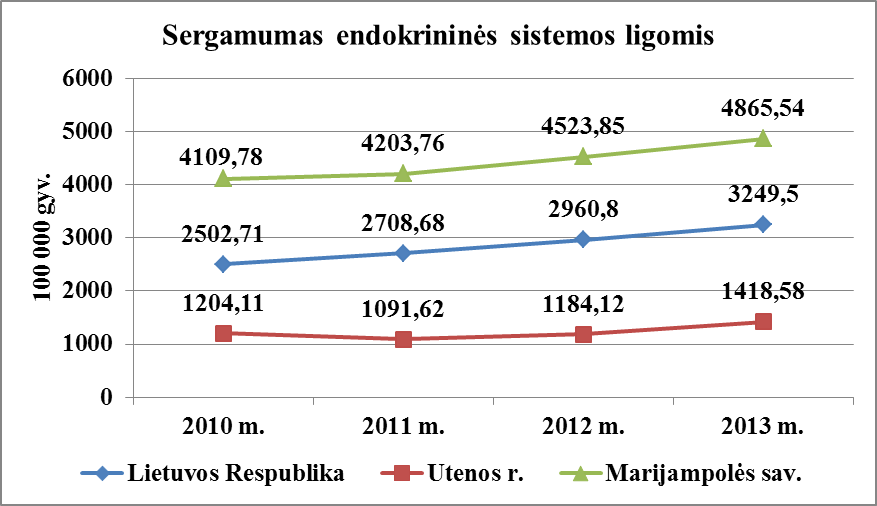 Sergamumas endokrininės sistemos ligomis
100 000 gyv.
6000
5000
4000
3000
2000
1000
0
4109,78
4203,76
4523,85
4865,54
2502,71
2708,68
2960,8
3249,5
1204,11
1091,62
1184,12
1418,58
2010 m.
2011 m.
2012 m.
2013 m.
Lietuvos Respublika
Utenos r.
Marijampolės sav.